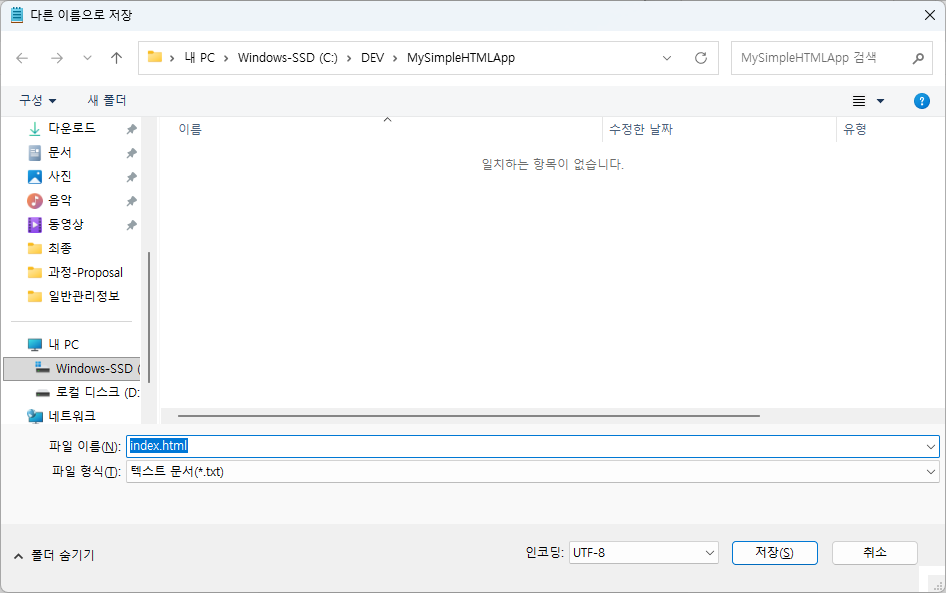 다른 이름으로 저장
내 PC > Windows-SSD (C:) > DEV > MySimpleHTMLApp
MySimpleHTMLApp 검색
구성 새 폴더
이름 수정한 날짜 유형
일치하는 항목이 없습니다.
다운로드
문서
사진
음악
동영상
최종
과정-Proposal
일반관리정보
내 PC
Windows-SSD (
로컬 디스크 (D:
네트워크
파일 이름(N): index.html
파일 형식(T): 텍스트 문서(*.txt)
폴더 숨기기 인코딩: UTF-8 저장(S) 취소